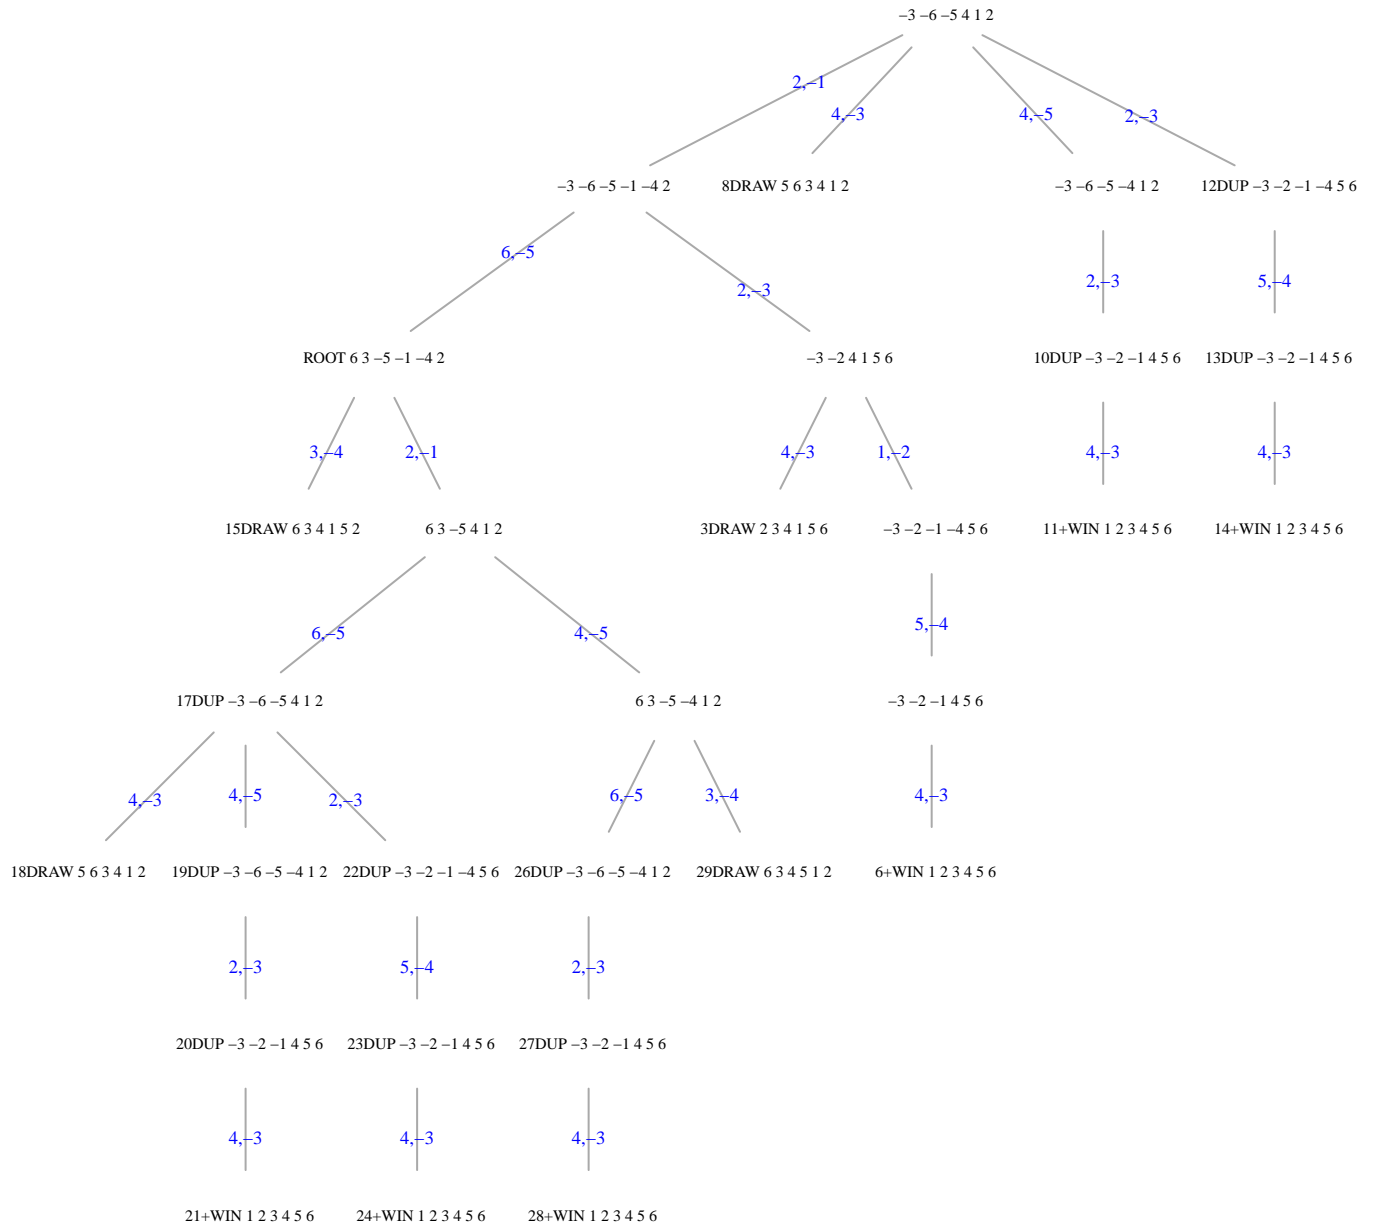 −3 −6 −5 4 1 2
2,−1
4,−3
4,−5
2,−3
−3 −6 −5 −1 −4 2
8DRAW 5 6 3 4 1 2
−3 −6 −5 −4 1 2
12DUP −3 −2 −1 −4 5 6
6,−5
2,−3
2,−3
5,−4
ROOT 6 3 −5 −1 −4 2
−3 −2 4 1 5 6
10DUP −3 −2 −1 4 5 6
13DUP −3 −2 −1 4 5 6
3,−4
2,−1
4,−3
1,−2
4,−3
4,−3
15DRAW 6 3 4 1 5 2
6 3 −5 4 1 2
3DRAW 2 3 4 1 5 6
−3 −2 −1 −4 5 6
11+WIN 1 2 3 4 5 6
14+WIN 1 2 3 4 5 6
6,−5
4,−5
5,−4
17DUP −3 −6 −5 4 1 2
6 3 −5 −4 1 2
−3 −2 −1 4 5 6
4,−3
4,−5
2,−3
6,−5
3,−4
4,−3
18DRAW 5 6 3 4 1 2
19DUP −3 −6 −5 −4 1 2
22DUP −3 −2 −1 −4 5 6
26DUP −3 −6 −5 −4 1 2
29DRAW 6 3 4 5 1 2
6+WIN 1 2 3 4 5 6
2,−3
5,−4
2,−3
20DUP −3 −2 −1 4 5 6
23DUP −3 −2 −1 4 5 6
27DUP −3 −2 −1 4 5 6
4,−3
4,−3
4,−3
21+WIN 1 2 3 4 5 6
24+WIN 1 2 3 4 5 6
28+WIN 1 2 3 4 5 6